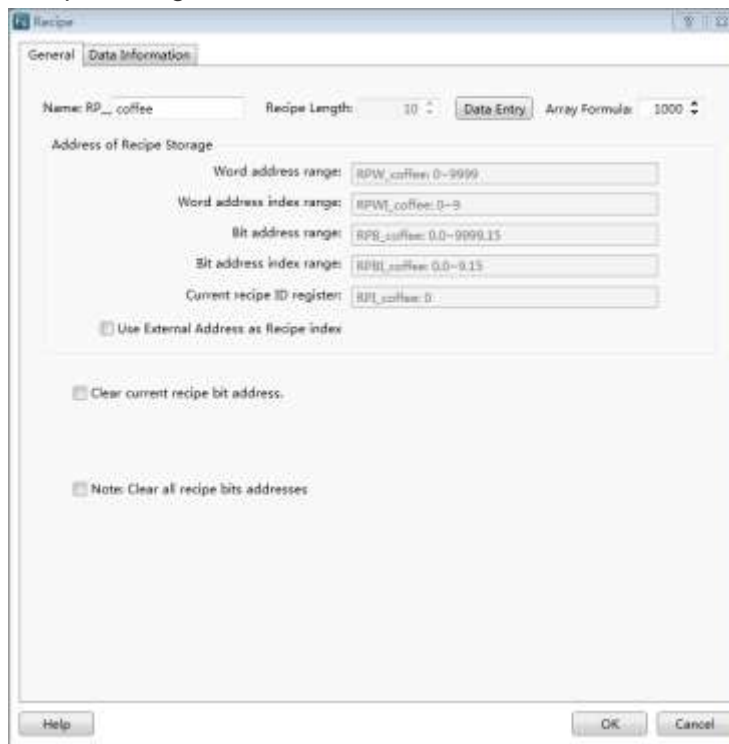 Recipe
General Data Information
Name: RP__ coffee Recipe Length: 10 Data Entry Array Formula: 1000
Address of Recipe Storage
Word address range: RPW_coffee: 0~9999
Word address index range: RPWI_coffee: 0~9
Bit address range: RPB_coffee: 0.0~9999.15
Bit address index range: RPBI_coffee: 0.0~9.15
Current recipe ID register: RPI_coffee: 0
Use External Address as Recipe index
Clear current recipe bit address.
Note: Clear all recipe bits addresses
Help OK Cancel